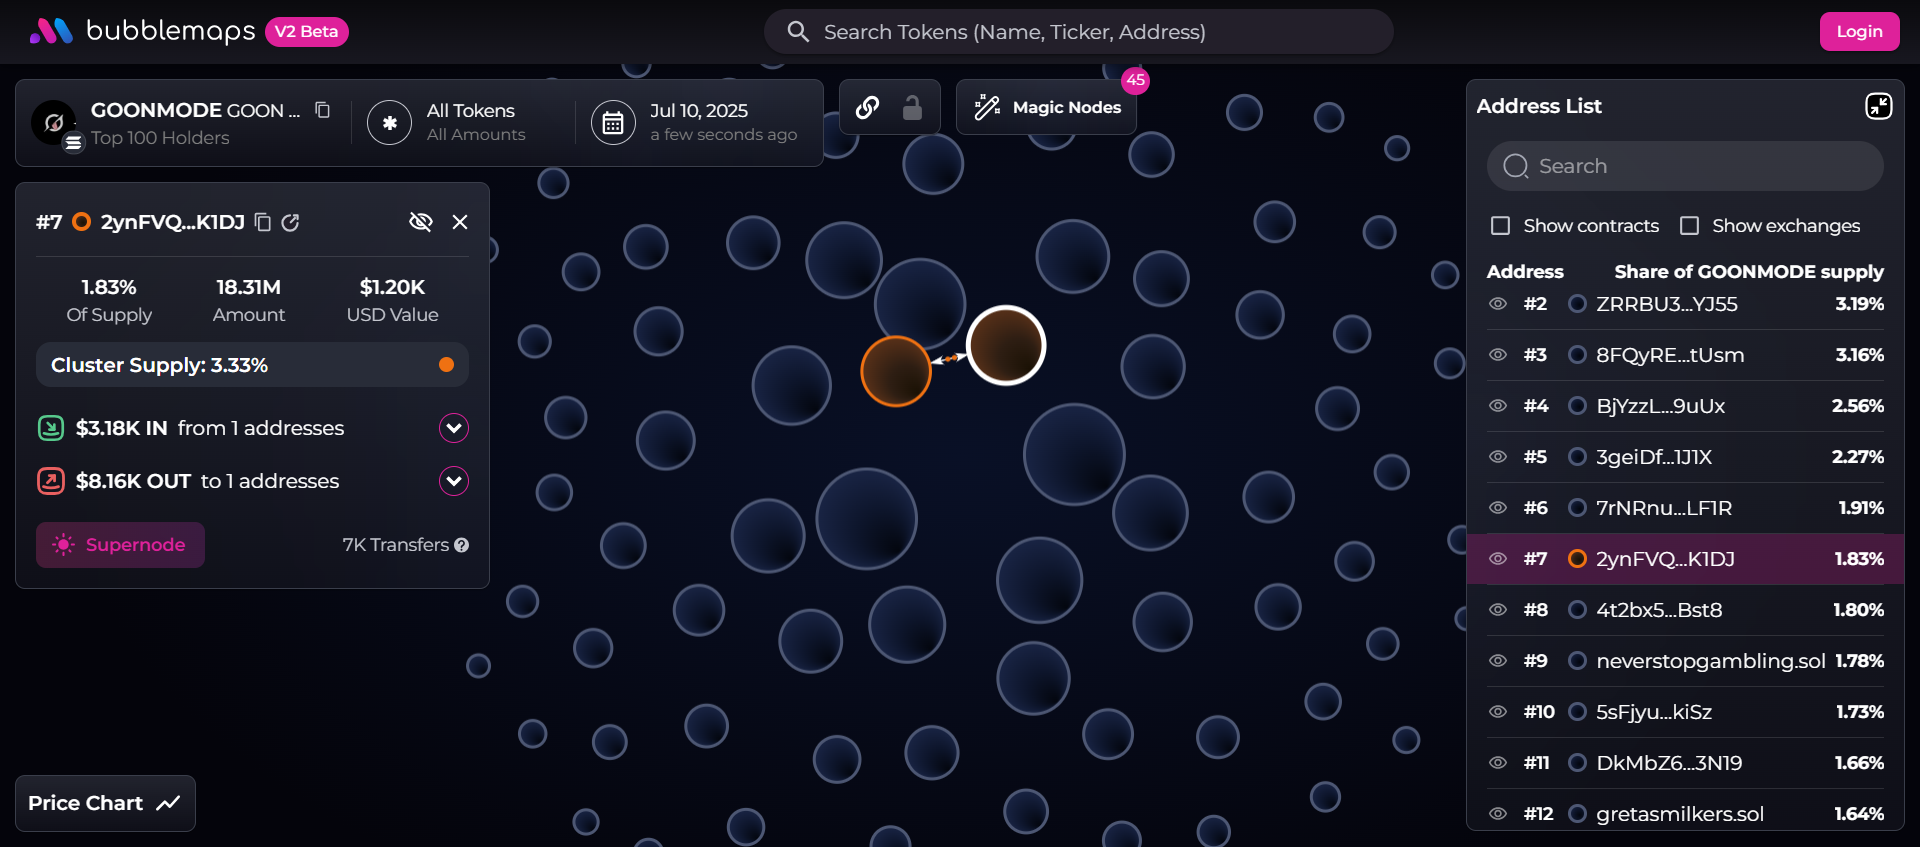 bubblemaps V2 Beta
Search Tokens (Name, Ticker, Address)
Login
GOONMODE GOON ...
Top 100 Holders
All Tokens
All Amounts
Jul 10, 2025
a few seconds ago
Magic Nodes
45
#7 2ynFVQ...K1DJ
1.83% 18.31M $1.20K
Of Supply Amount USD Value
Cluster Supply: 3.33%
$3.18K IN from 1 addresses
$8.16K OUT to 1 addresses
Supernode 7K Transfers ?
Price Chart
Address List
Search
Show contracts Show exchanges
Address Share of GOONMODE supply
#2 ZRRBU3...YJ55 3.19%
#3 8FQyRE...tUsm 3.16%
#4 BjYzzL...9uUx 2.56%
#5 3geiDf...1J1X 2.27%
#6 7rNRnu...LF1R 1.91%
#7 2ynFVQ...K1DJ 1.83%
#8 4t2bx5...Bst8 1.80%
#9 neverstopgambling.sol 1.78%
#10 5sFjyu...kiSz 1.73%
#11 DkMbZ6...3N19 1.66%
#12 gretasmilkers.sol 1.64%